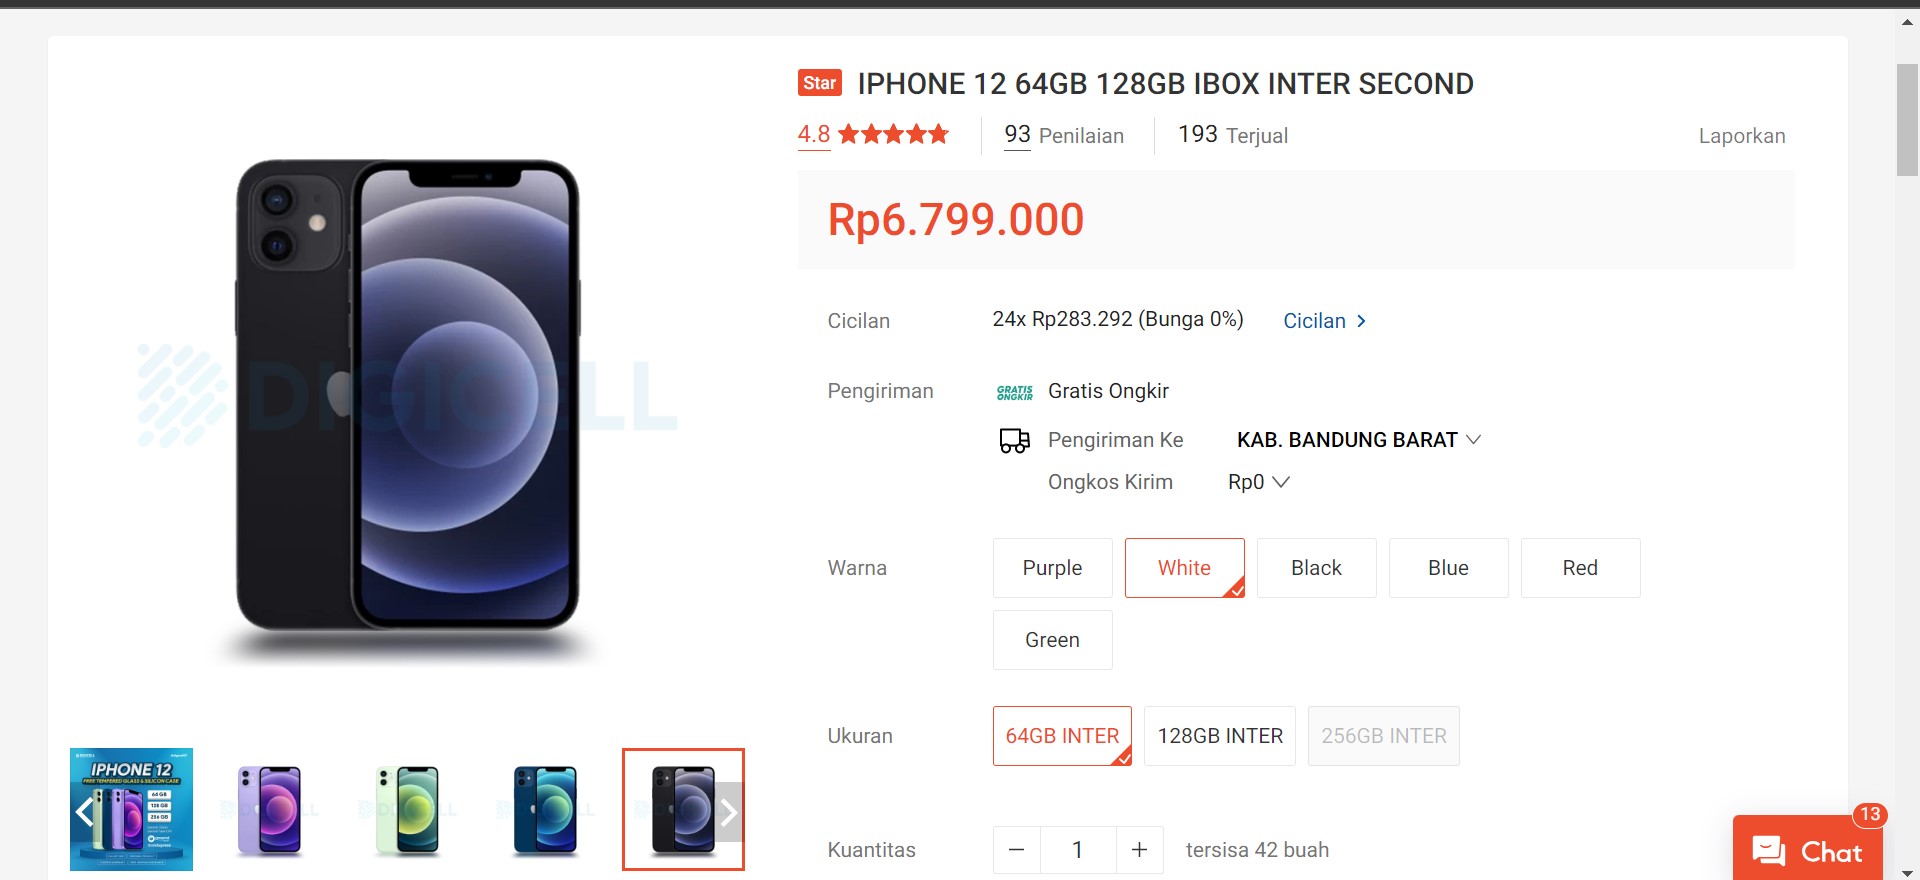 Star IPHONE 12 64GB 128GB IBOX INTER SECOND
4.8 93 Penilaian 193 Terjual Laporkan
Rp6.799.000
Cicilan 24x Rp283.292 (Bunga 0%) Cicilan
Pengiriman GRATIS ONGKIR Gratis Ongkir
Pengiriman Ke KAB. BANDUNG BARAT
Ongkos Kirim Rp0
Warna Purple White Black Blue Red
Green
Ukuran 64GB INTER 128GB INTER 256GB INTER
Kuantitas 1 tersisa 42 buah
13
Chat
DIGICELL
IPHONE 12
FREE TEMPERED GLASS & SILICON CASE
64 GB
128 GB
256 GB